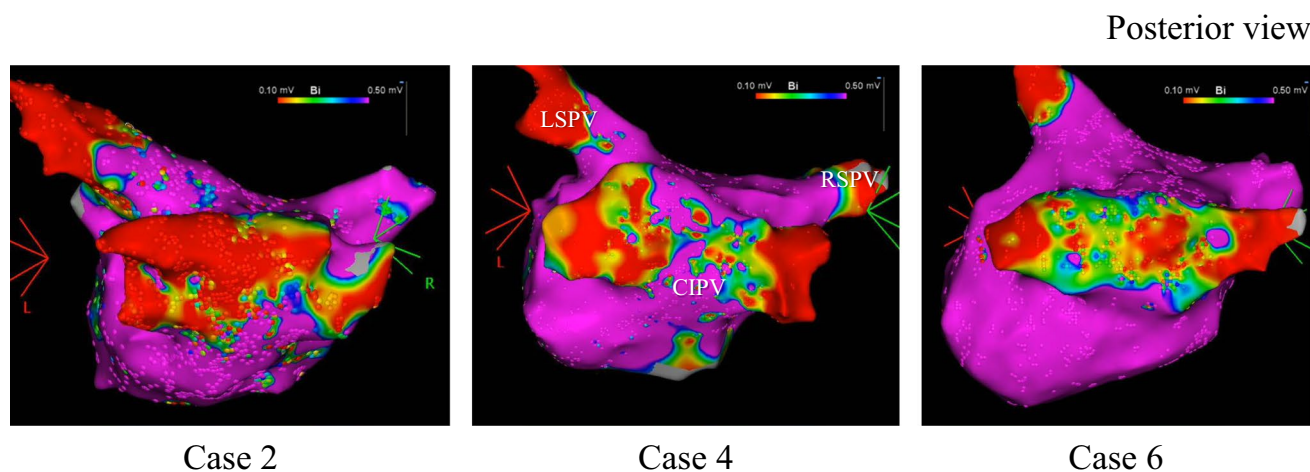 Posterior view
0.10 mV Bi 0.50 mV
L
R
Case 2
0.10 mV Bi 0.50 mV
LSPV
RSPV
L
CIPV
Case 4
0.10 mV Bi 0.50 mV
Case 6